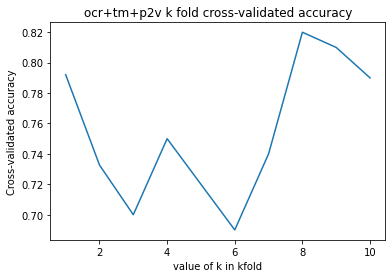 ocr+tm+p2v k fold cross-validated accuracy
0.82
0.80
0.78
0.76
0.74
0.72
0.70
Cross-validated accuracy
2 4 6 8 10
value of k in kfold